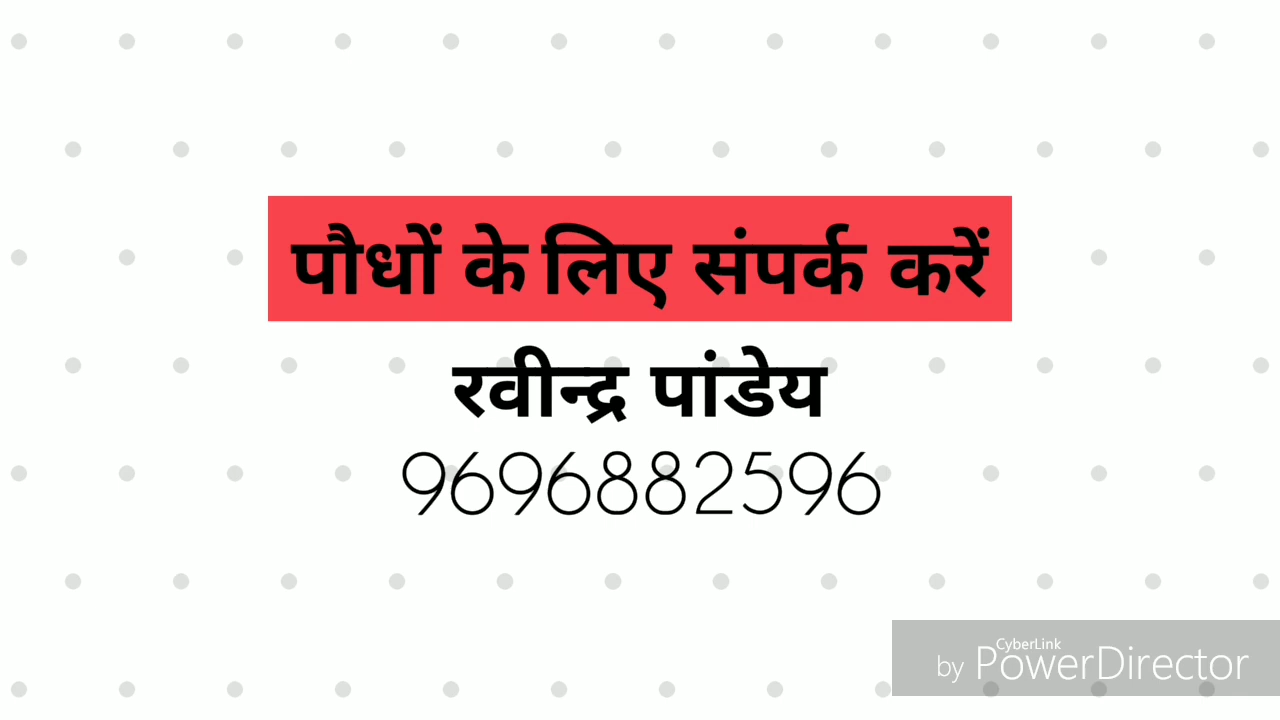 पौधों के लिए संपर्क करें
रवीन्द्र पांडेय
9696882596
CyberLink
by PowerDirector